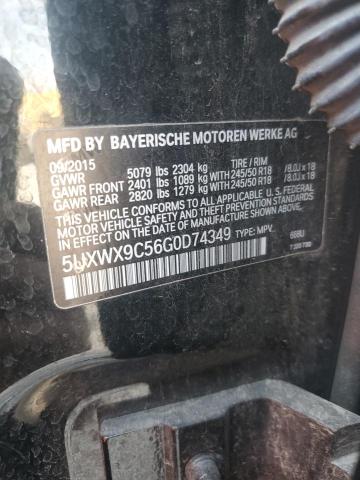 MFD BY BAYERISCHE MOTOREN WERKE AG
09/2015
GVWR 5079 lbs 2304 kg TIRE / RIM
GAWR FRONT 2401 lbs 1089 kg WITH 245/50 R18 / 8.0J x 18
GAWR REAR 2820 lbs 1279 kg WITH 245/50 R18 / 8.0J x 18
THIS VEHICLE CONFORMS TO ALL APPLICABLE U.S. FEDERAL
MOTOR VEHICLE SAFETY STANDARDS IN EFFECT ON THE
DATE OF MANUFACTURE SHOWN ABOVE.
5UXWX9C56G0D74349 TYPE: MPV